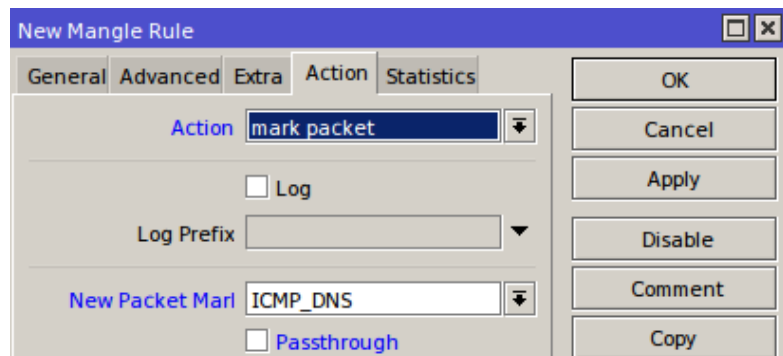 New Mangle Rule
General Advanced Extra Action Statistics
OK
Action mark packet
Cancel
Log
Apply
Log Prefix
Disable
New Packet Marl ICMP_DNS
Comment
Passthrough
Copy